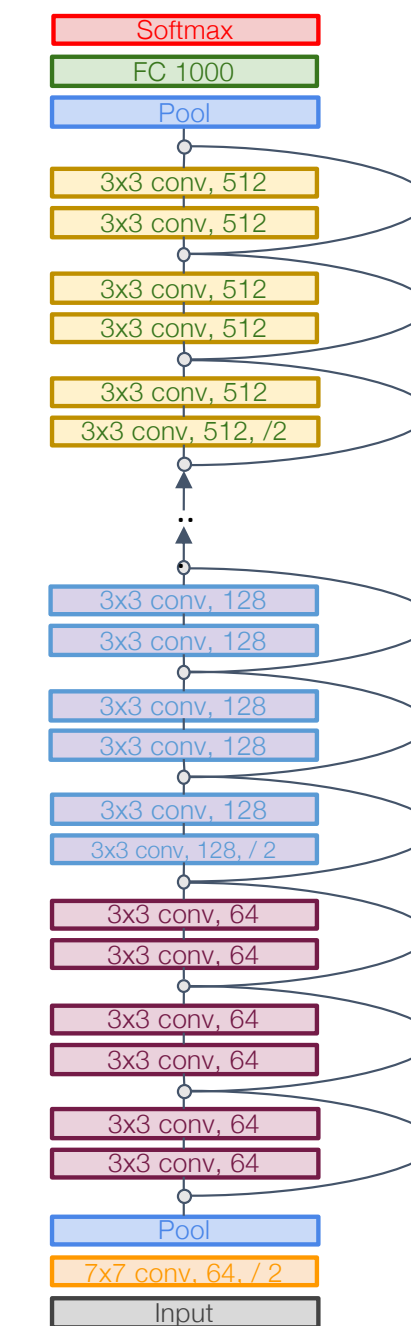 Softmax
FC 1000
Pool
3x3 conv, 512
3x3 conv, 512
3x3 conv, 512
3x3 conv, 512
3x3 conv, 512
3x3 conv, 512, /2
..
.
3x3 conv, 128
3x3 conv, 128
3x3 conv, 128
3x3 conv, 128
3x3 conv, 128
3x3 conv, 128, / 2
3x3 conv, 64
3x3 conv, 64
3x3 conv, 64
3x3 conv, 64
3x3 conv, 64
3x3 conv, 64
Pool
7x7 conv, 64, / 2
Input